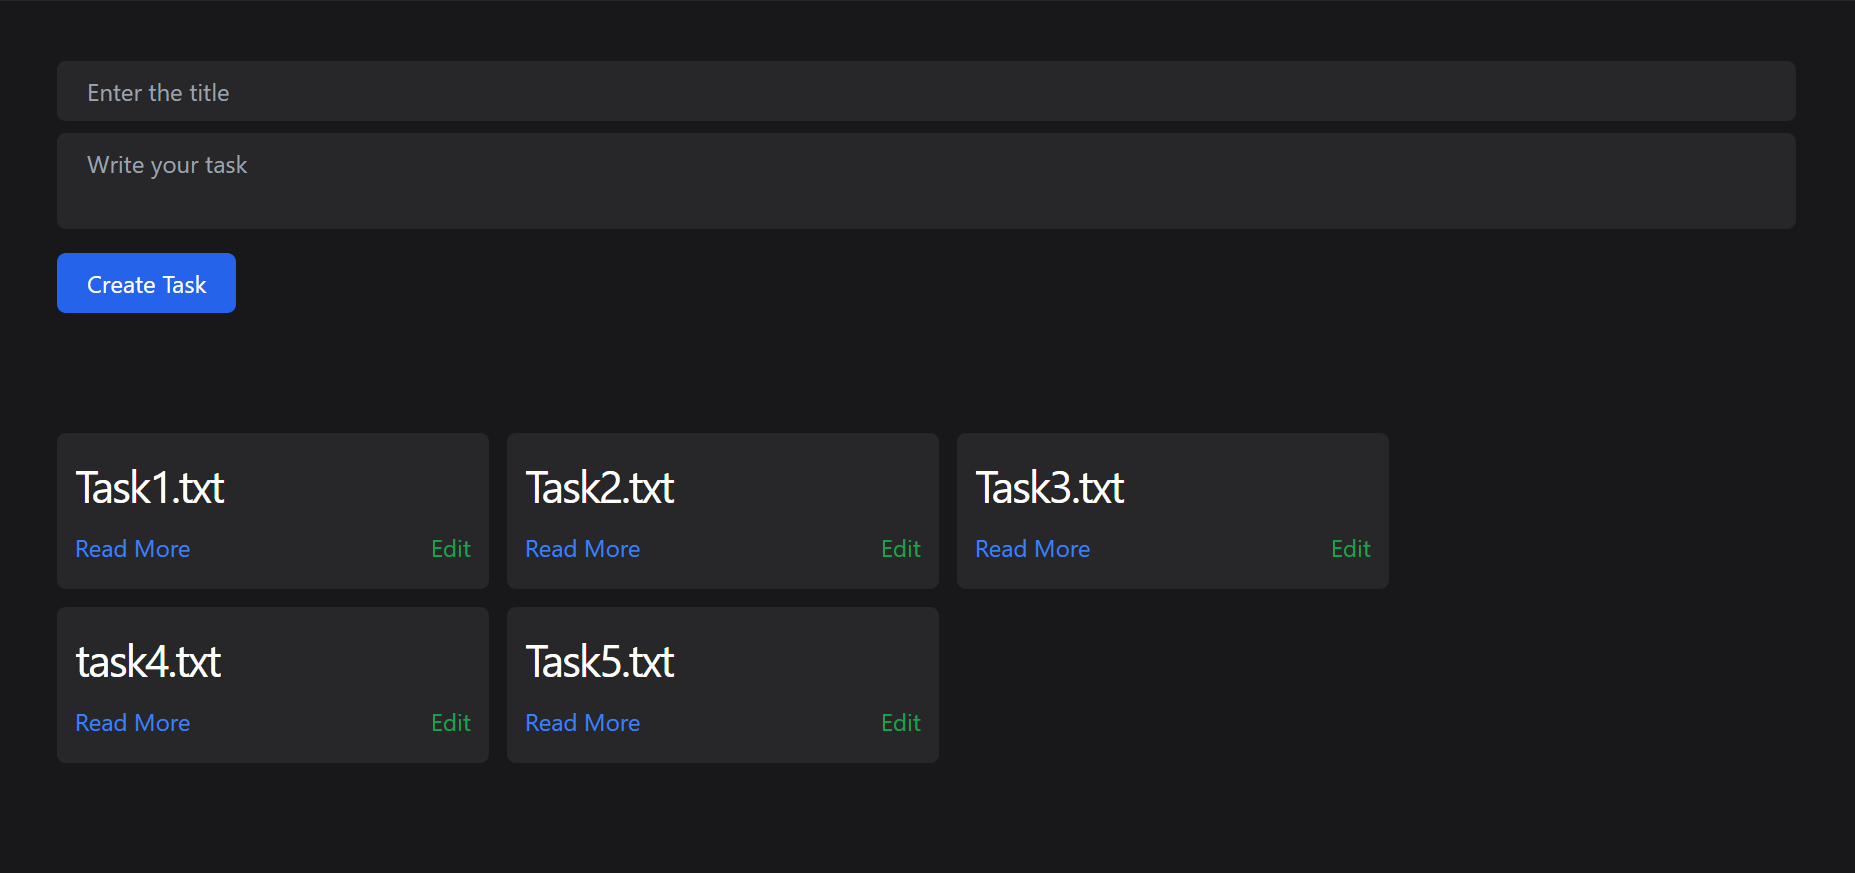 Enter the title
Write your task
Create Task
Task1.txt
Read More Edit
Task2.txt
Read More Edit
Task3.txt
Read More Edit
task4.txt
Read More Edit
Task5.txt
Read More Edit